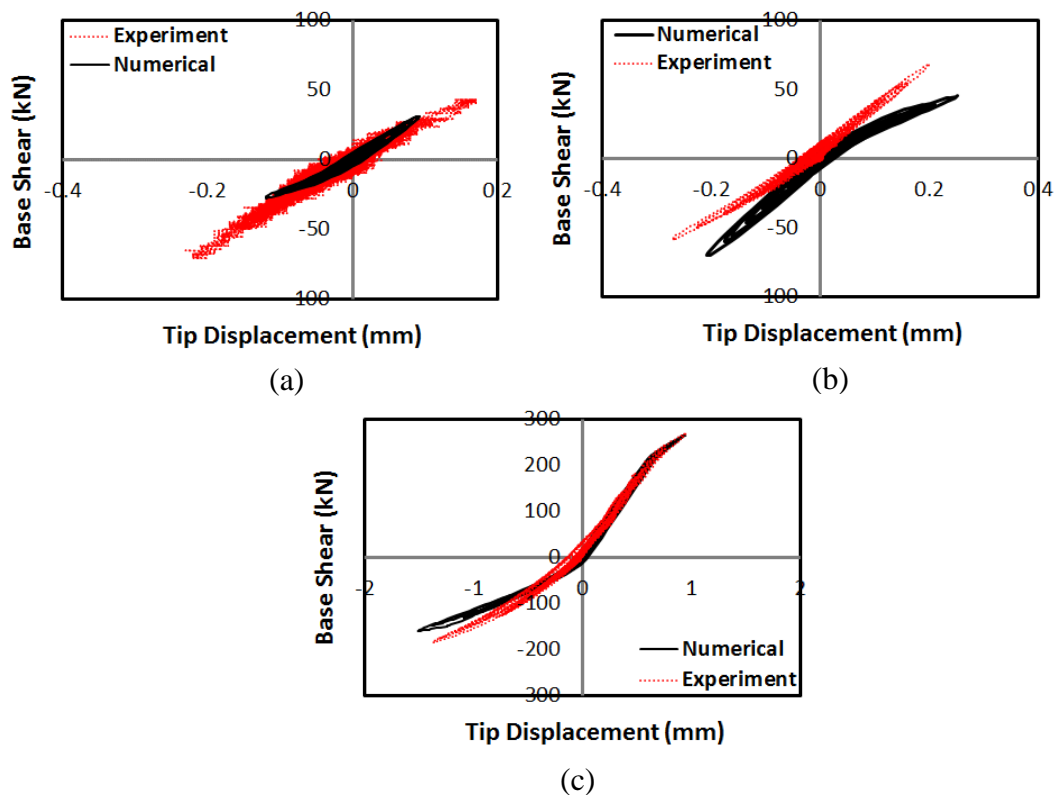 100
Experiment
Numerical
50
0
-0.4
-0.2
0
02
-50
100
Base Shear (kN)
Tip Displacement (mm)
(a)
100
Numerical
Experiment
50
0
-0.4
-0.2
0
0.2
04
-50
100
Base Shear (kN)
Tip Displacement (mm)
(b)
300
200
100
0
-2
-1
0
1
2
-100
-200
300
Numerical
Experiment
Base Shear (kN)
Tip Displacement (mm)
(c)